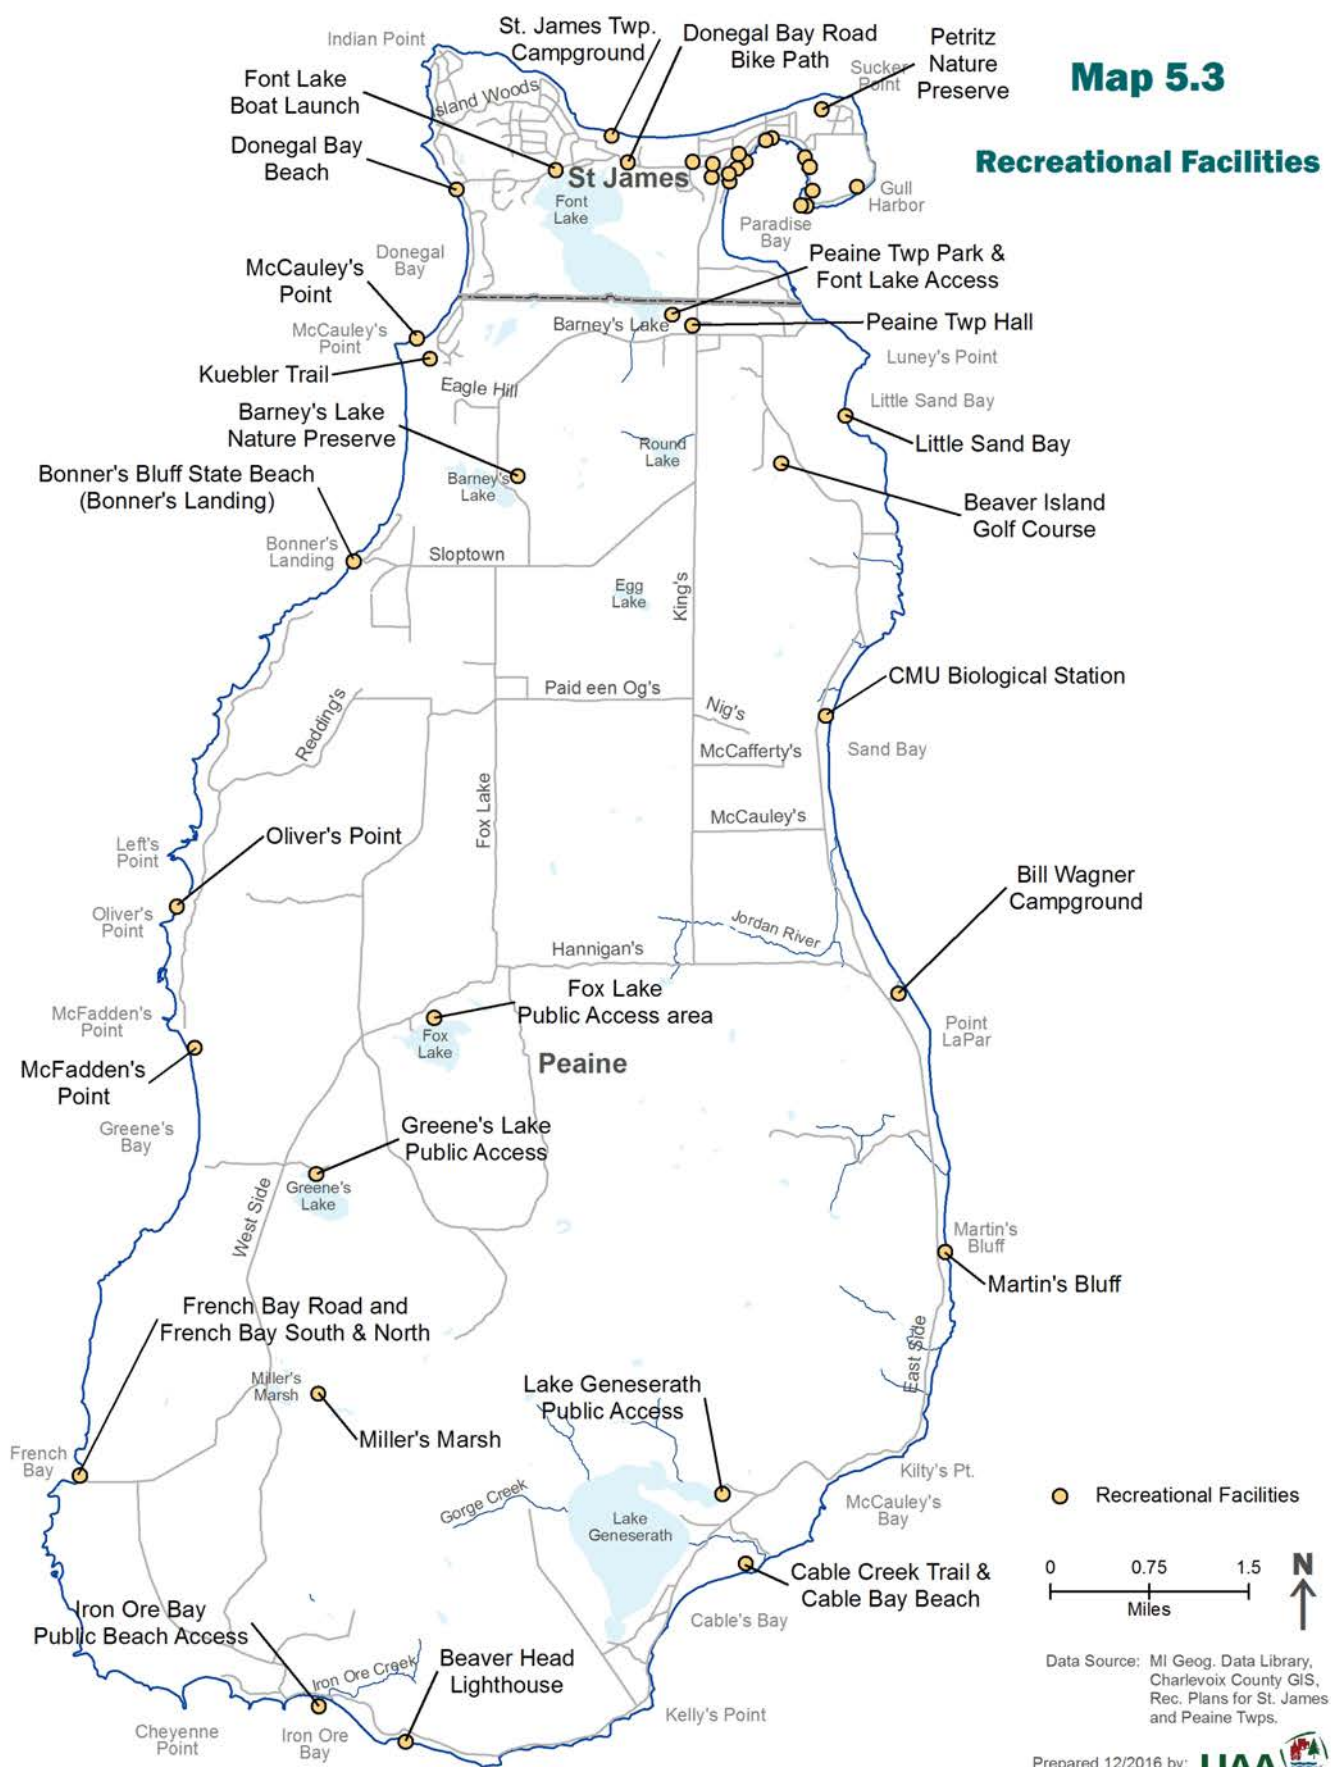 Indian Point
St. James Twp.
Campground
Donegal Bay Road
Bike Path
Petritz
Nature
Preserve
Sucker
Point
Map 5.3
Recreational Facilities
Font Lake
Boat Launch
Island Woods
Donegal Bay
Beach
St James
Font
Lake
Gull
Harbor
Paradise
Bay
Donegal
Bay
McCauley's
Point
Peaine Twp Park &
Font Lake Access
McCauley's
Point
Barney's Lake
Peaine Twp Hall
Luney's Point
Kuebler Trail
Eagle Hill
Little Sand Bay
Barney's Lake
Nature Preserve
Round
Lake
Little Sand Bay
Bonner's Bluff State Beach
(Bonner's Landing)
Barney's
Lake
Beaver Island
Golf Course
Bonner's
Landing
Sloptown
Egg
Lake
King's
CMU Biological Station
Paid een Og's
Redding's
Nig's
Sand Bay
McCafferty's
Fox Lake
McCauley's
Left's
Point
Oliver's Point
Oliver's
Point
Bill Wagner
Campground
Jordan River
Hannigan's
Fox Lake
Public Access area
McFadden's
Point
Fox
Lake
Point
LaPar
Peaine
McFadden's
Point
Greene's
Bay
Greene's Lake
Public Access
Greene's
Lake
West Side
Martin's
Bluff
Martin's Bluff
French Bay Road and
French Bay South & North
East Side
Miller's
Marsh
Lake Geneserath
Public Access
Miller's Marsh
French
Bay
Kilty's Pt.
Gorge Creek
McCauley's
Bay
Lake
Geneserath
Recreational Facilities
0 0.75 1.5
Miles
N
Cable Creek Trail &
Cable Bay Beach
Cable's Bay
Iron Ore Bay
Public Beach Access
Iron Ore Creek
Beaver Head
Lighthouse
Data Source: MI Geog. Data Library,
Charlevoix County GIS,
Rec. Plans for St. James
and Peaine Twps.
Kelly's Point
Cheyenne
Point
Iron Ore
Bay
Prepared 12/2016 by: